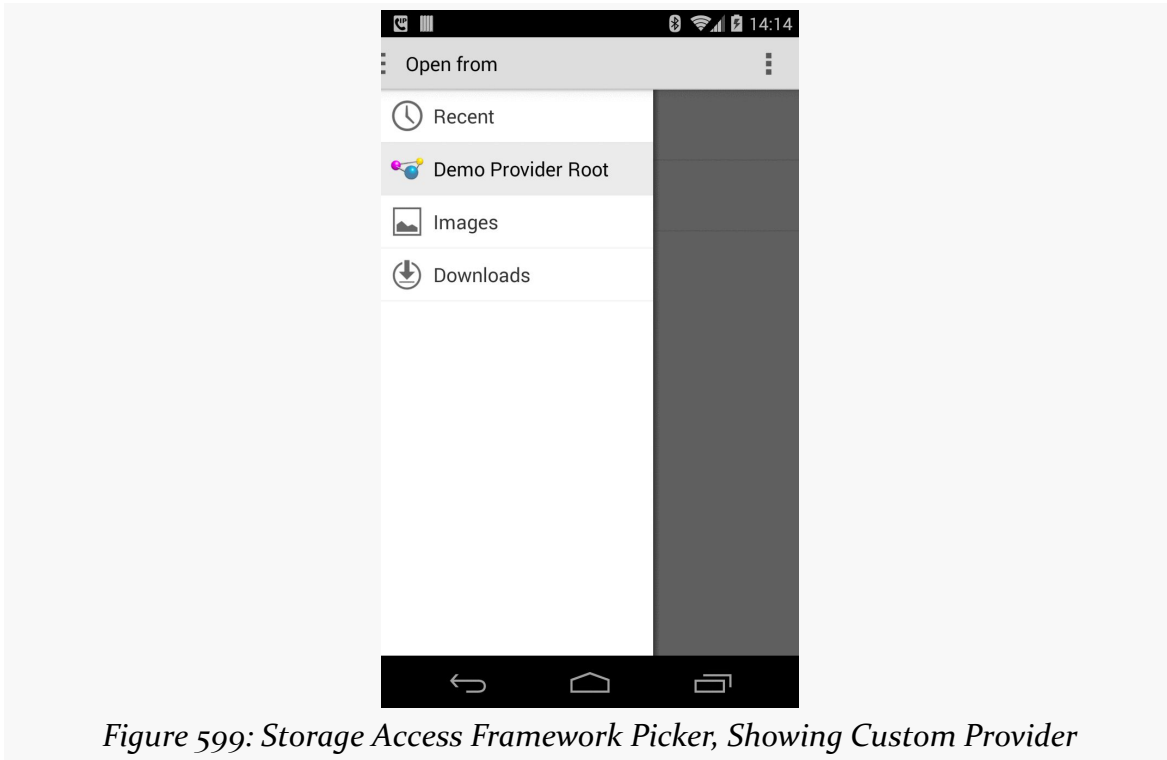 14:14
Open from
Recent
Demo Provider Root
Images
Downloads
Figure 599: Storage Access Framework Picker, Showing Custom Provider